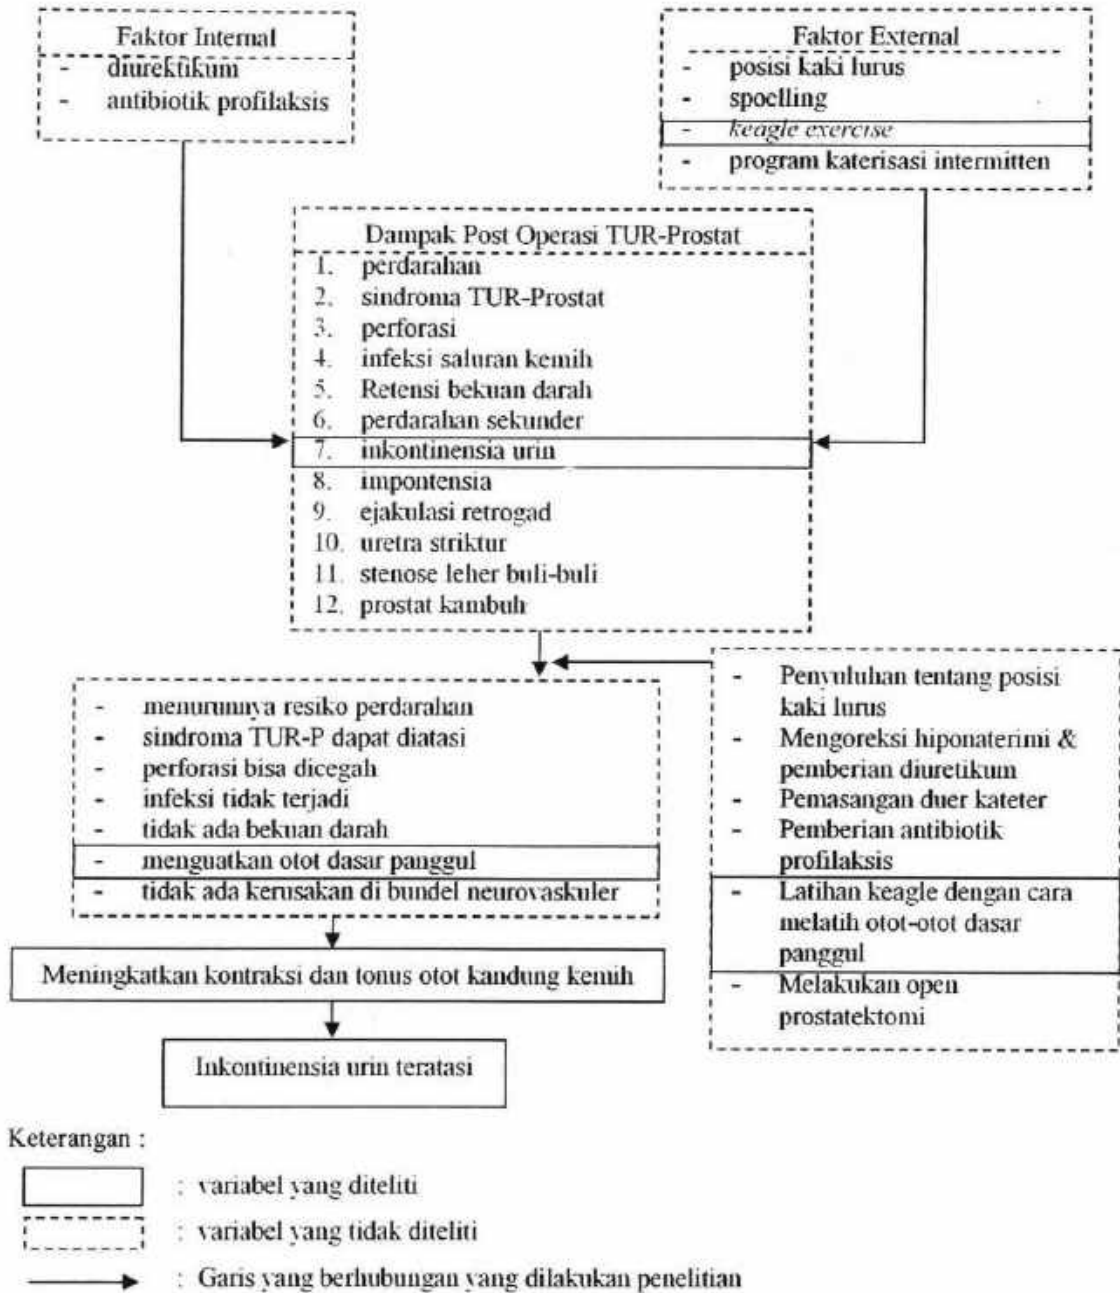 Faktor Internal
- diurektikum
- antibiotik profilaksis
Faktor External
- posisi kaki lurus
- spoelling
- keagle exercise
- program katerisasi intermitten
Dampak Post Operasi TUR-Prostat
1. perdarahan
2. sindroma TUR-Prostat
3. perforasi
4. infeksi saluran kemih
5. Retensi bekuan darah
6. perdarahan sekunder
7. inkontinensia urin
8. impontensia
9. ejakulasi retrogad
10. uretra striktur
11. stenose leher buli-buli
12. prostat kambuh
- menurunnya resiko perdarahan
- sindroma TUR-P dapat diatasi
- perforasi bisa dicegah
- infeksi tidak terjadi
- tidak ada bekuan darah
- menguatkan otot dasar panggul
- tidak ada kerusakan di bundel neurovaskuler
- Penyuluhan tentang posisi
kaki lurus
- Mengoreksi hiponaterimi &
pemberian diuretikum
- Pemasangan duer kateter
- Pemberian antibiotik
profilaksis
- Latihan keagle dengan cara
melatih otot-otot dasar
panggul
- Melakukan open
prostatektomi
Meningkatkan kontraksi dan tonus otot kandung kemih
Inkontinensia urin teratasi
Keterangan :
: variabel yang diteliti
: variabel yang tidak diteliti
: Garis yang berhubungan yang dilakukan penelitian